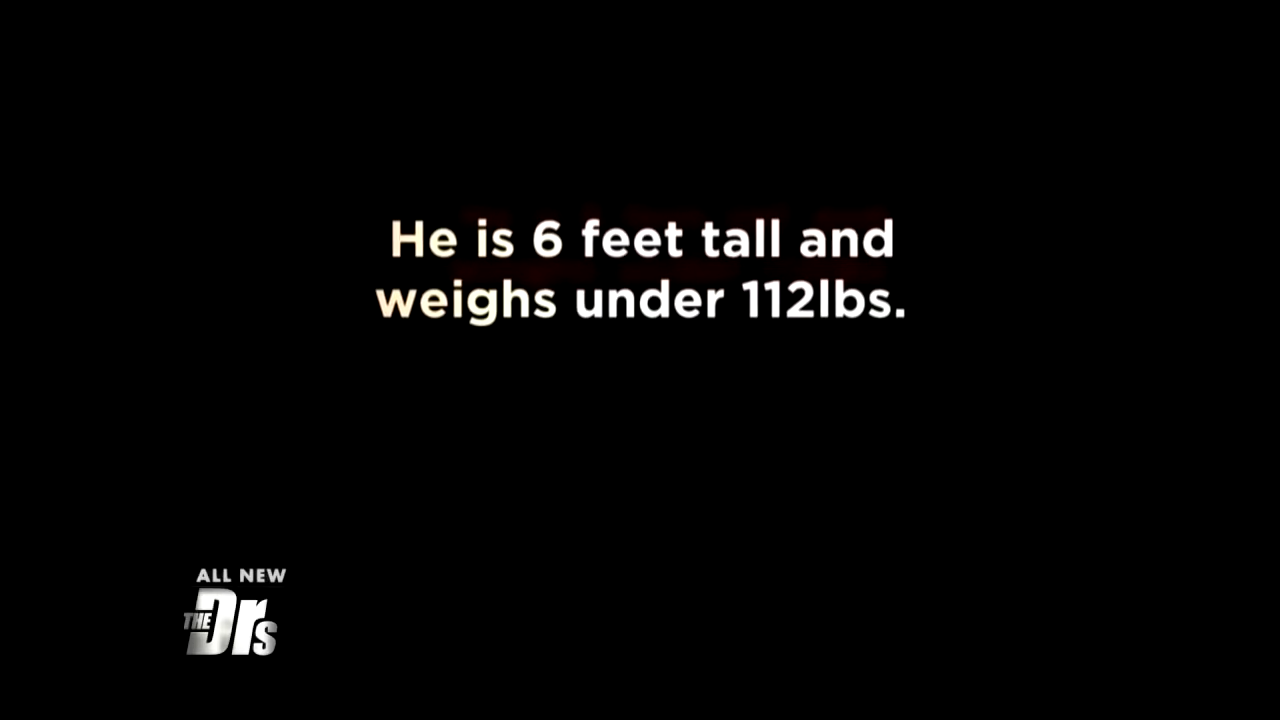 He is 6 feet tall and
weighs under 112lbs.
ALL NEW
THE Drs